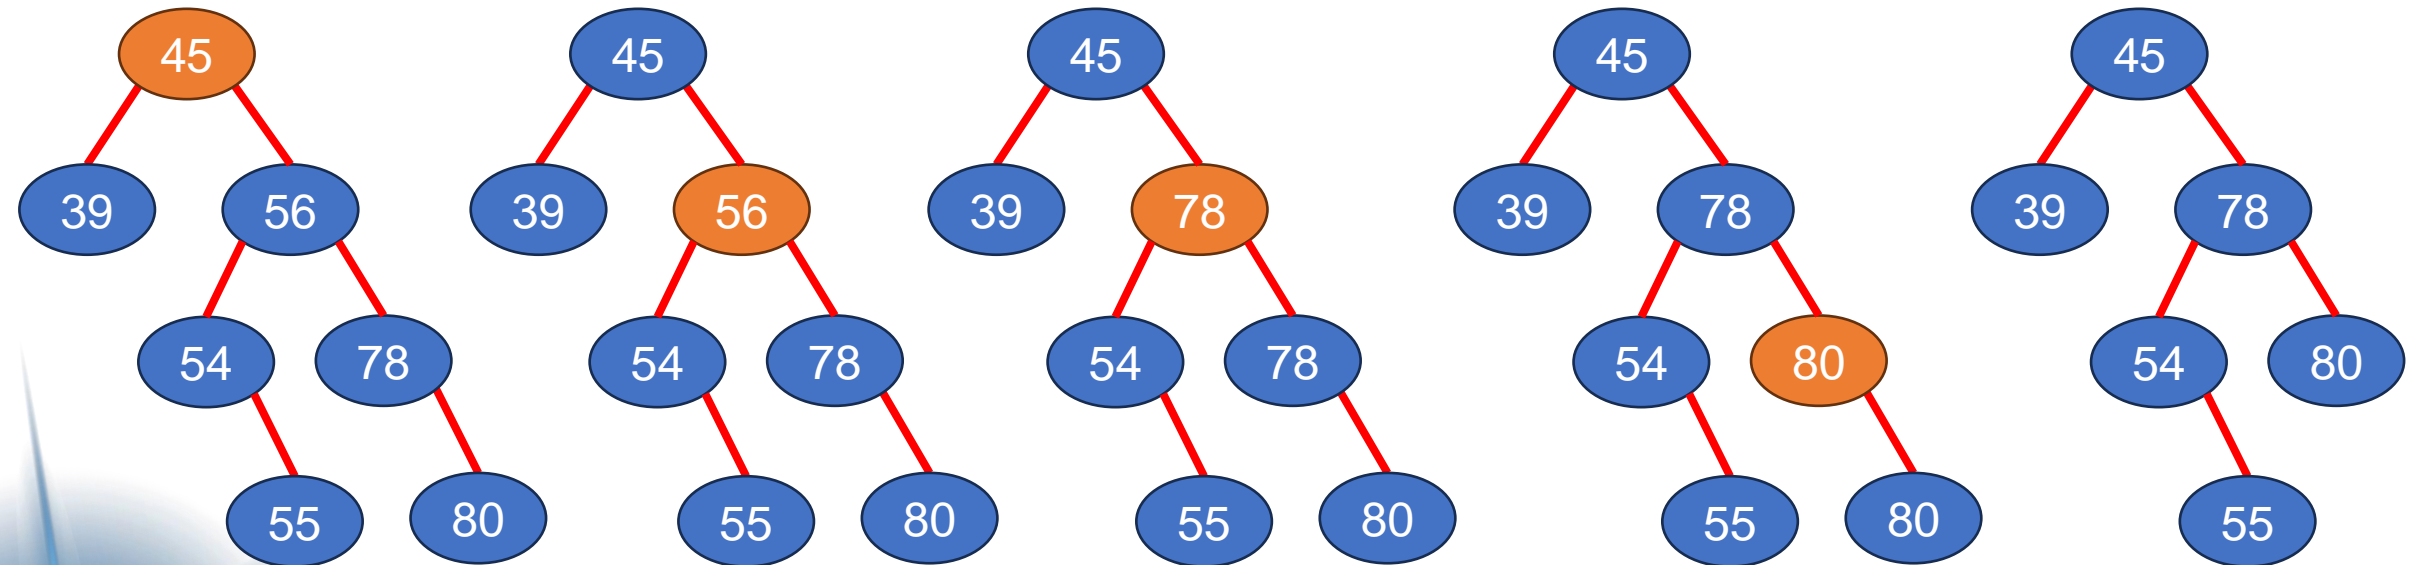 45 45 45 45 45
39 56 39 56 39 78 39 78 39 78
54 78 54 78 54 78 54 80 54 80
55 80 55 80 55 80 55 80 55